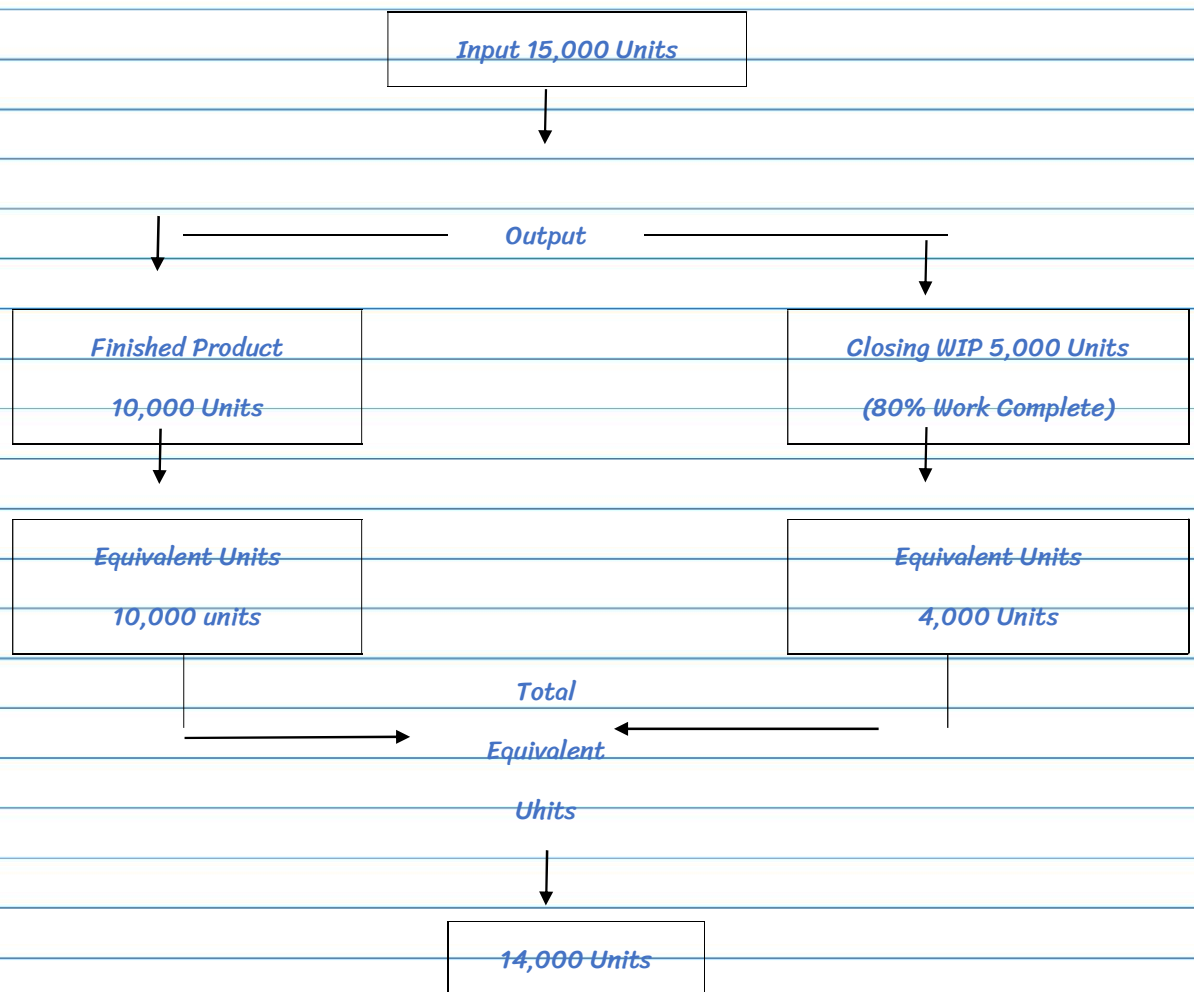 Input 15,000 Units
Output
Finished Product
10,000 Units
Closing WIP 5,000 Units
(80% Work Complete)
Equivalent Units
10,000 units
Equivalent Units
4,000 Units
Total
Equivalent
Uhits
14,000 Units